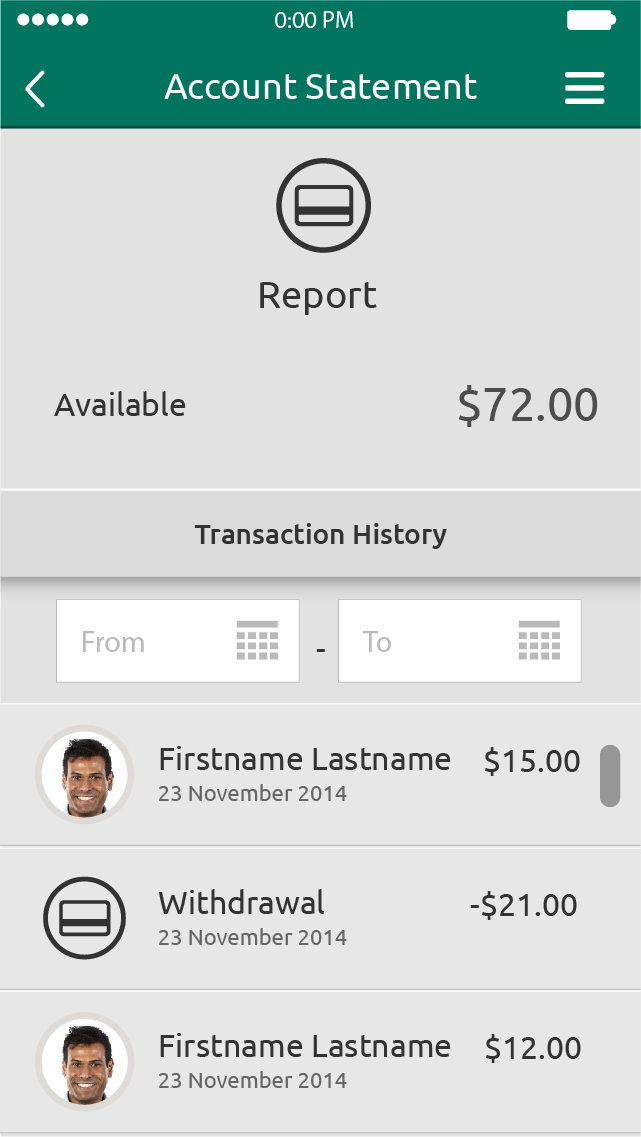 0:00 PM
Account Statement
Report
Available $72.00
Transaction History
From - To
Firstname Lastname $15.00
23 November 2014
Withdrawal -$21.00
23 November 2014
Firstname Lastname $12.00
23 November 2014